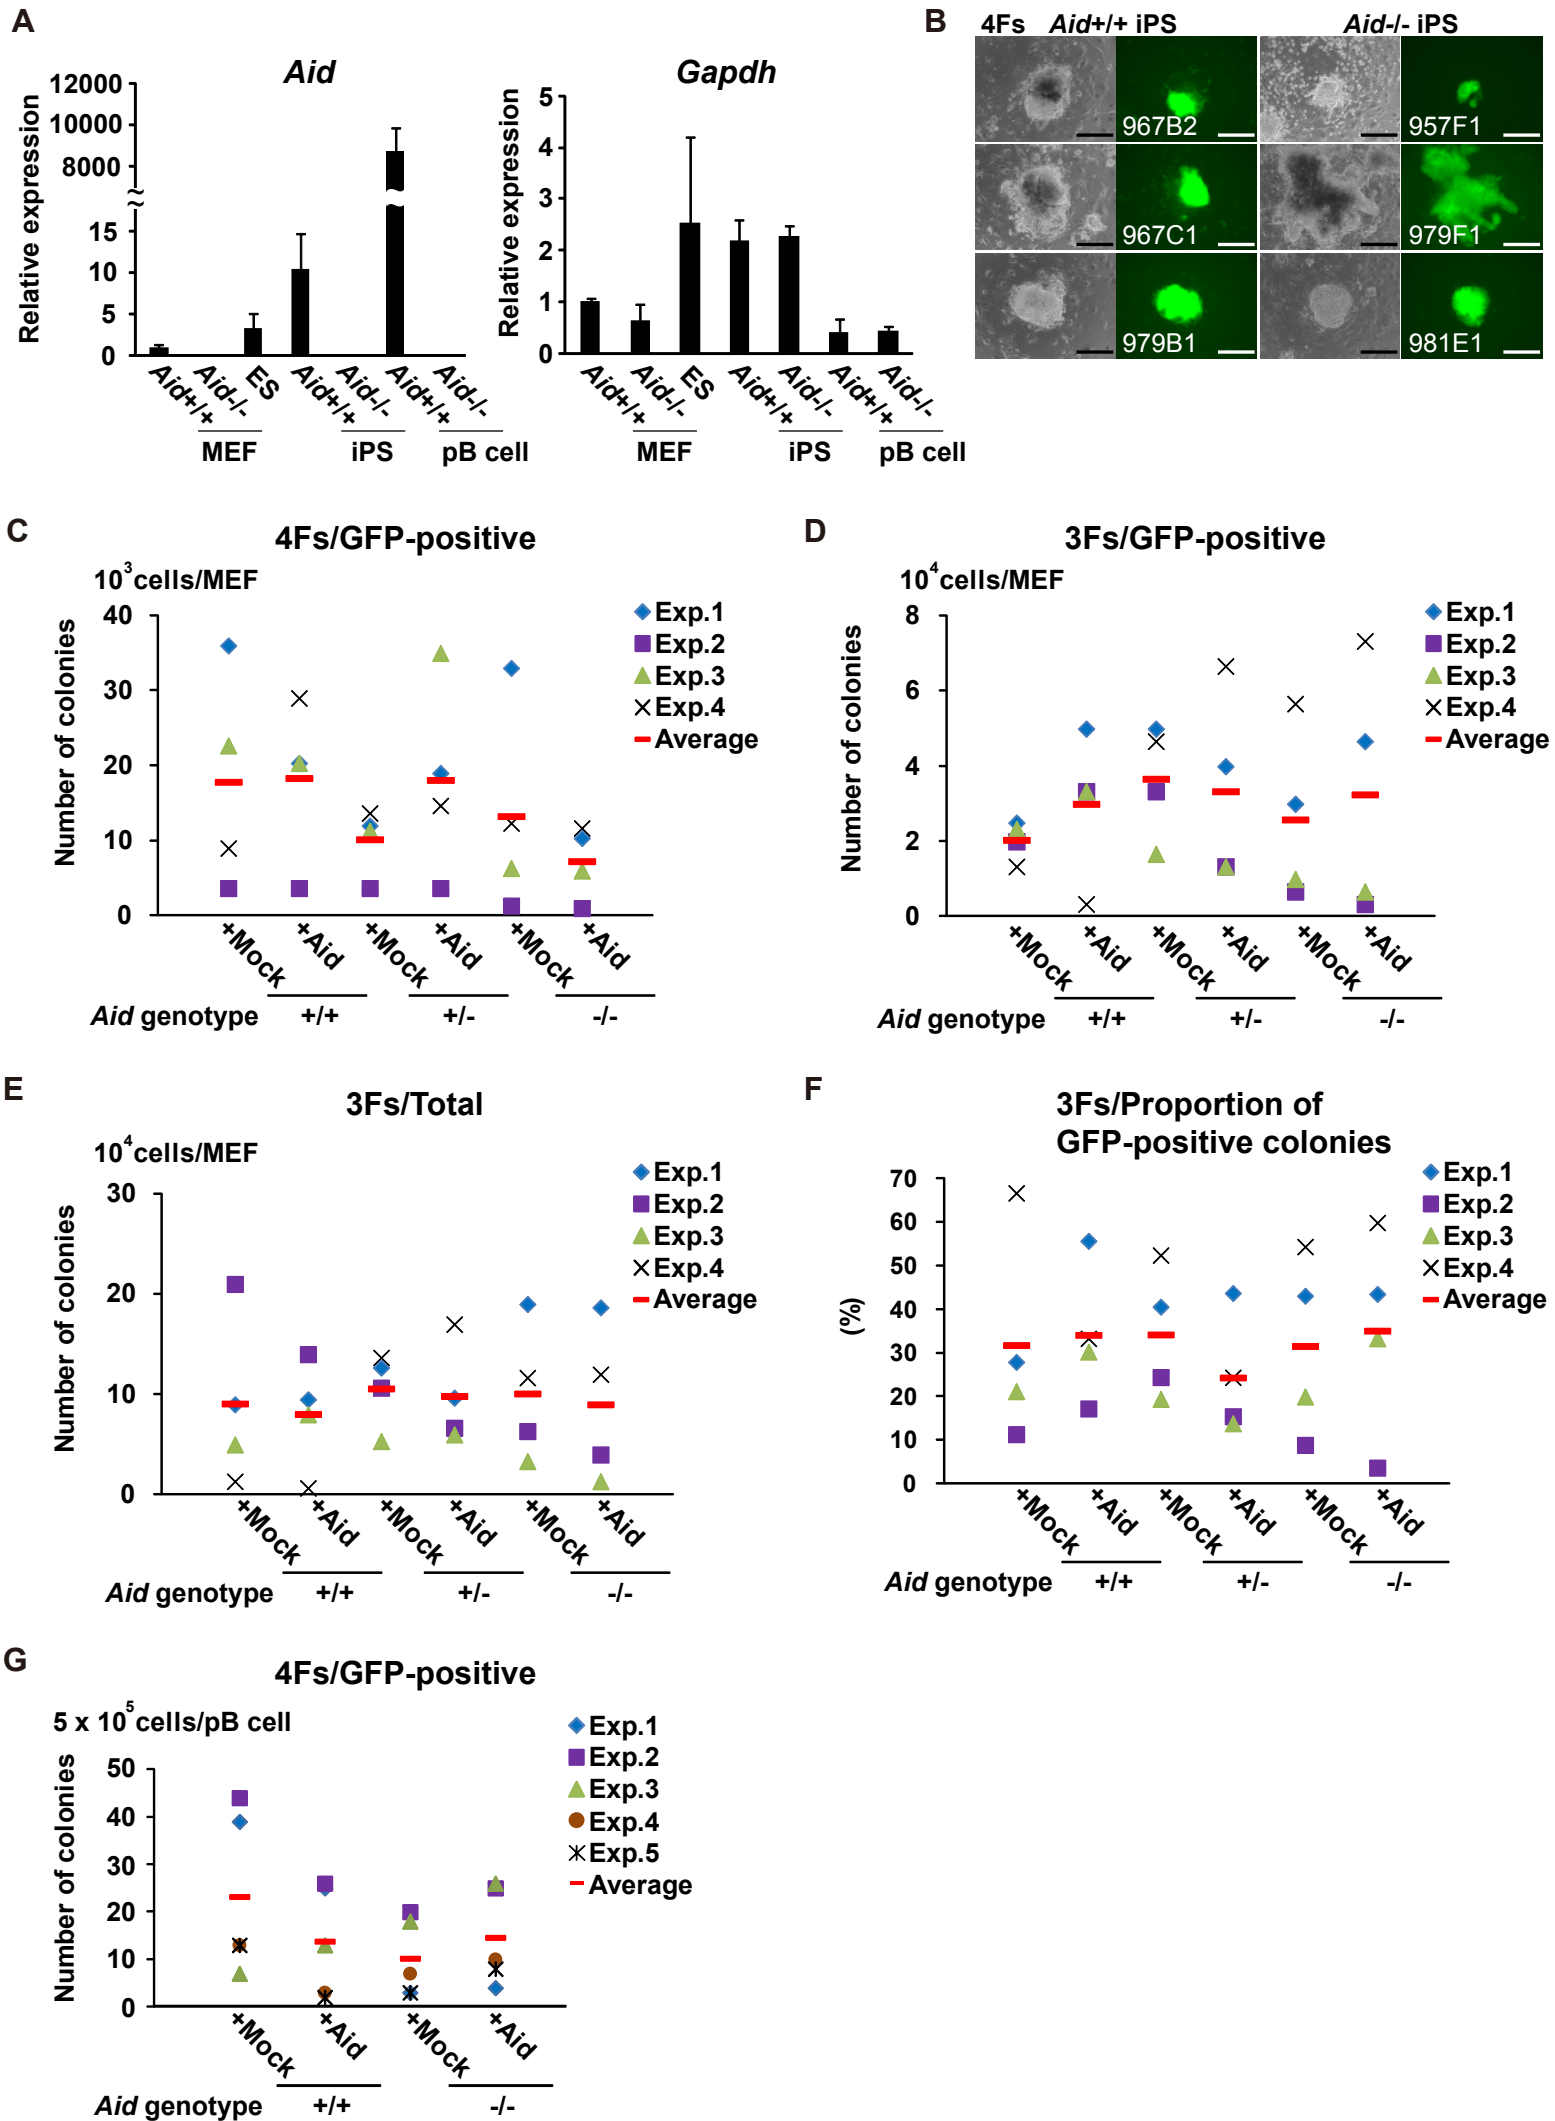 A
Aid
Relative expression
12000
10000
8000
15
10
5
0
Aid+/+
Aid-/-
ES
Aid+/+
Aid-/-
Aid+/+
Aid-/-
MEF
iPS
pB cell
Gapdh
Relative expression
5
4
3
2
1
0
Aid+/+
Aid-/-
ES
Aid+/+
Aid-/-
Aid+/+
Aid-/-
MEF
iPS
pB cell
B
4Fs Aid+/+ iPS Aid-/- iPS
967B2
957F1
967C1
979F1
979B1
981E1
C
4Fs/GFP-positive
10³cells/MEF
Number of colonies
40
30
20
10
0
Exp.1
Exp.2
Exp.3
Exp.4
Average
+Mock
+Aid
+Mock
+Aid
+Mock
+Aid
Aid genotype +/+ +/- -/-
D
3Fs/GFP-positive
10⁴cells/MEF
Number of colonies
8
6
4
2
0
Exp.1
Exp.2
Exp.3
Exp.4
Average
+Mock
+Aid
+Mock
+Aid
+Mock
+Aid
Aid genotype +/+ +/- -/-
E
3Fs/Total
10⁴cells/MEF
Number of colonies
30
20
10
0
Exp.1
Exp.2
Exp.3
Exp.4
Average
+Mock
+Aid
+Mock
+Aid
+Mock
+Aid
Aid genotype +/+ +/- -/-
F
3Fs/Proportion of
GFP-positive colonies
(%)
70
60
50
40
30
20
10
0
Exp.1
Exp.2
Exp.3
Exp.4
Average
+Mock
+Aid
+Mock
+Aid
+Mock
+Aid
Aid genotype +/+ +/- -/-
G
4Fs/GFP-positive
5 x 10⁵cells/pB cell
Number of colonies
50
40
30
20
10
0
Exp.1
Exp.2
Exp.3
Exp.4
Exp.5
Average
+Mock
+Aid
+Mock
+Aid
Aid genotype +/+ -/-